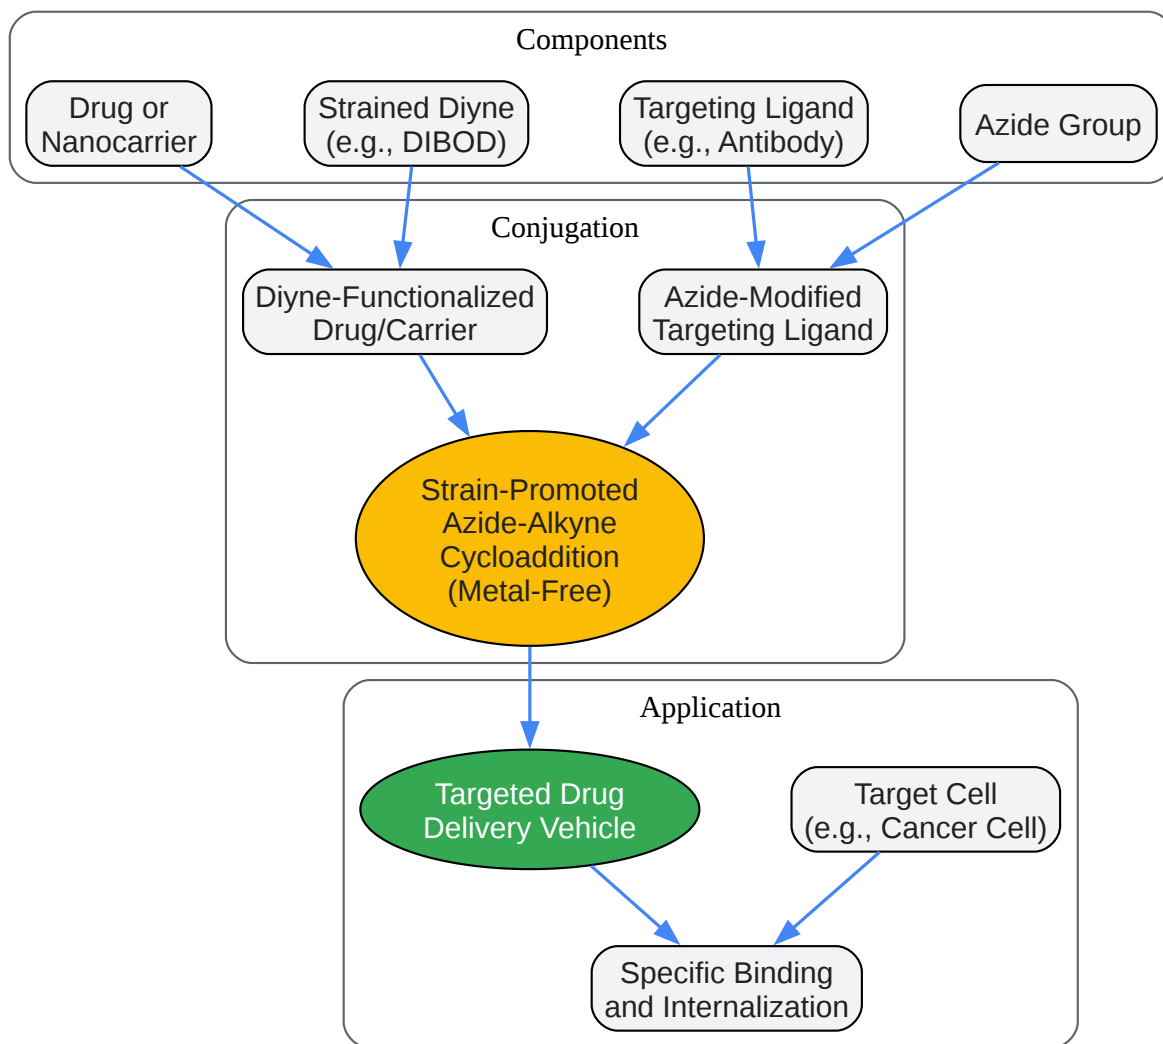 Components
Drug or
Nanocarrier
Strained Diyne
(e.g., DIBOD)
Targeting Ligand
(e.g., Antibody)
Azide Group
Conjugation
Diyne-Functionalized
Drug/Carrier
Azide-Modified
Targeting Ligand
Strain-Promoted
Azide-Alkyne
Cycloaddition
(Metal-Free)
Application
Targeted Drug
Delivery Vehicle
Target Cell
(e.g., Cancer Cell)
Specific Binding
and Internalization